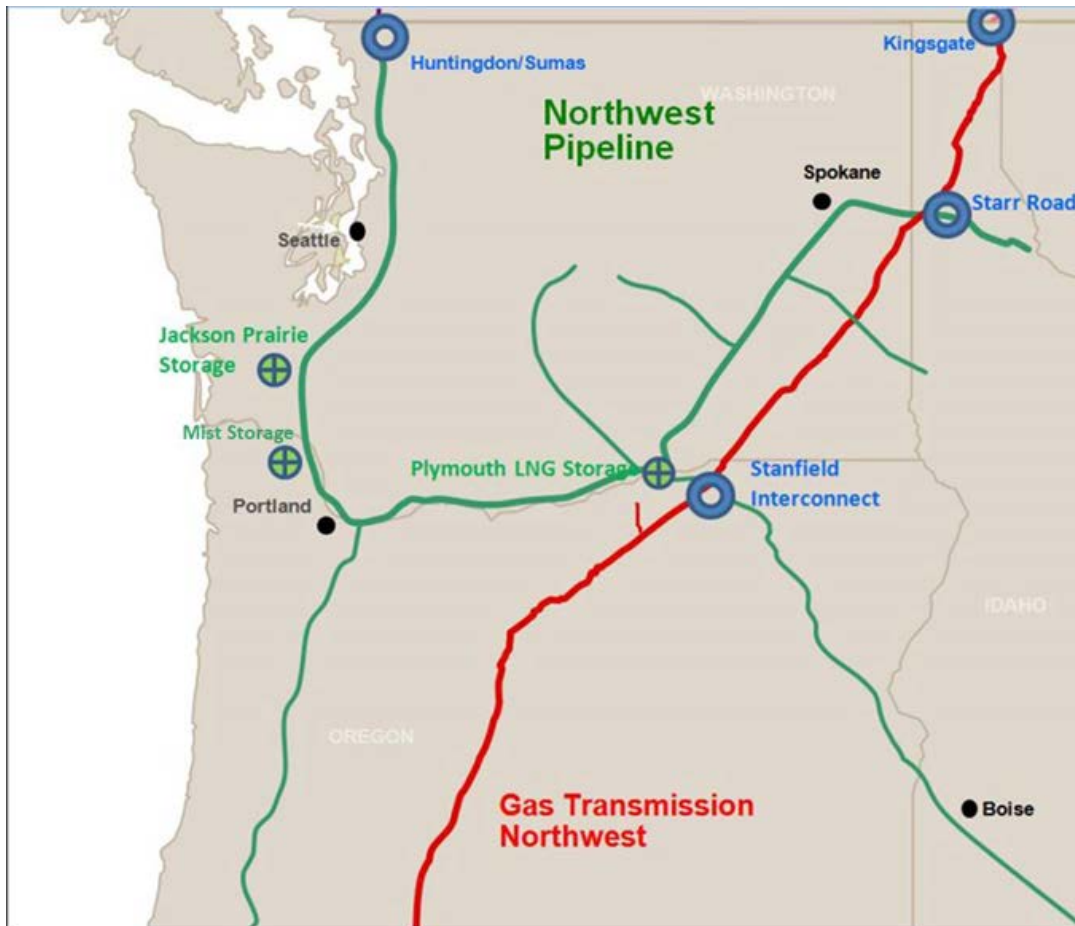 Huntingdon/Sumas
Kingsgate
WASHINGTON
Northwest
Pipeline
Spokane
Starr Road
Seattle
Jackson Prairie
Storage
Mist Storage
Plymouth LNG Storag
Stanfield
Interconnect
Portland
IDAHO
OREGON
Gas Transmission
Northwest
Boise